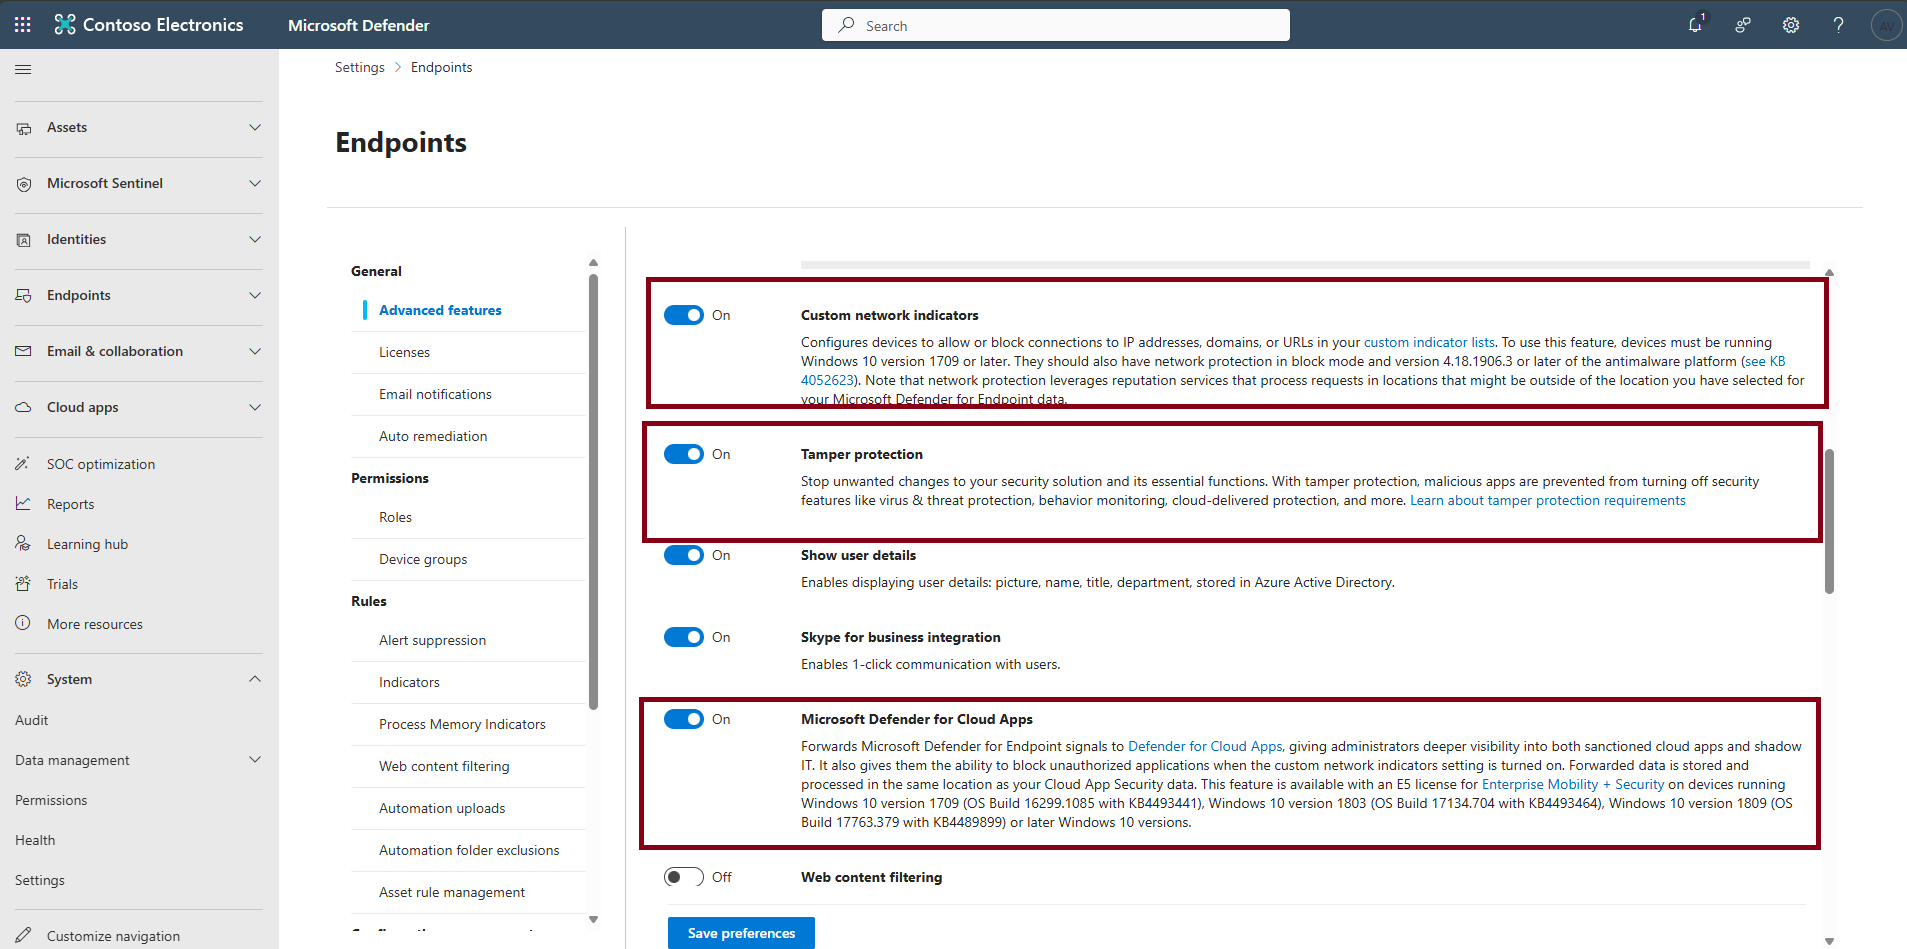 Contoso Electronics
Microsoft Defender
Search
1
AV
Settings > Endpoints
Endpoints
Assets
Microsoft Sentinel
Identities
Endpoints
Email & collaboration
Cloud apps
SOC optimization
Reports
Learning hub
Trials
More resources
System
Audit
Data management
Permissions
Health
Settings
Customize navigation
General
Advanced features
Licenses
Email notifications
Auto remediation
Permissions
Roles
Device groups
Rules
Alert suppression
Indicators
Process Memory Indicators
Web content filtering
Automation uploads
Automation folder exclusions
Asset rule management
On
Custom network indicators
Configures devices to allow or block connections to IP addresses, domains, or URLs in your custom indicator lists. To use this feature, devices must be running
Windows 10 version 1709 or later. They should also have network protection in block mode and version 4.18.1906.3 or later of the antimalware platform (see KB
4052623). Note that network protection leverages reputation services that process requests in locations that might be outside of the location you have selected for
your Microsoft Defender for Endpoint data.
On
Tamper protection
Stop unwanted changes to your security solution and its essential functions. With tamper protection, malicious apps are prevented from turning off security
features like virus & threat protection, behavior monitoring, cloud-delivered protection, and more. Learn about tamper protection requirements
On
Show user details
Enables displaying user details: picture, name, title, department, stored in Azure Active Directory.
On
Skype for business integration
Enables 1-click communication with users.
On
Microsoft Defender for Cloud Apps
Forwards Microsoft Defender for Endpoint signals to Defender for Cloud Apps, giving administrators deeper visibility into both sanctioned cloud apps and shadow
IT. It also gives them the ability to block unauthorized applications when the custom network indicators setting is turned on. Forwarded data is stored and
processed in the same location as your Cloud App Security data. This feature is available with an E5 license for Enterprise Mobility + Security on devices running
Windows 10 version 1709 (OS Build 16299.1085 with KB4493441), Windows 10 version 1803 (OS Build 17134.704 with KB4493464), Windows 10 version 1809 (OS
Build 17763.379 with KB4489899) or later Windows 10 versions.
Off
Web content filtering
Save preferences